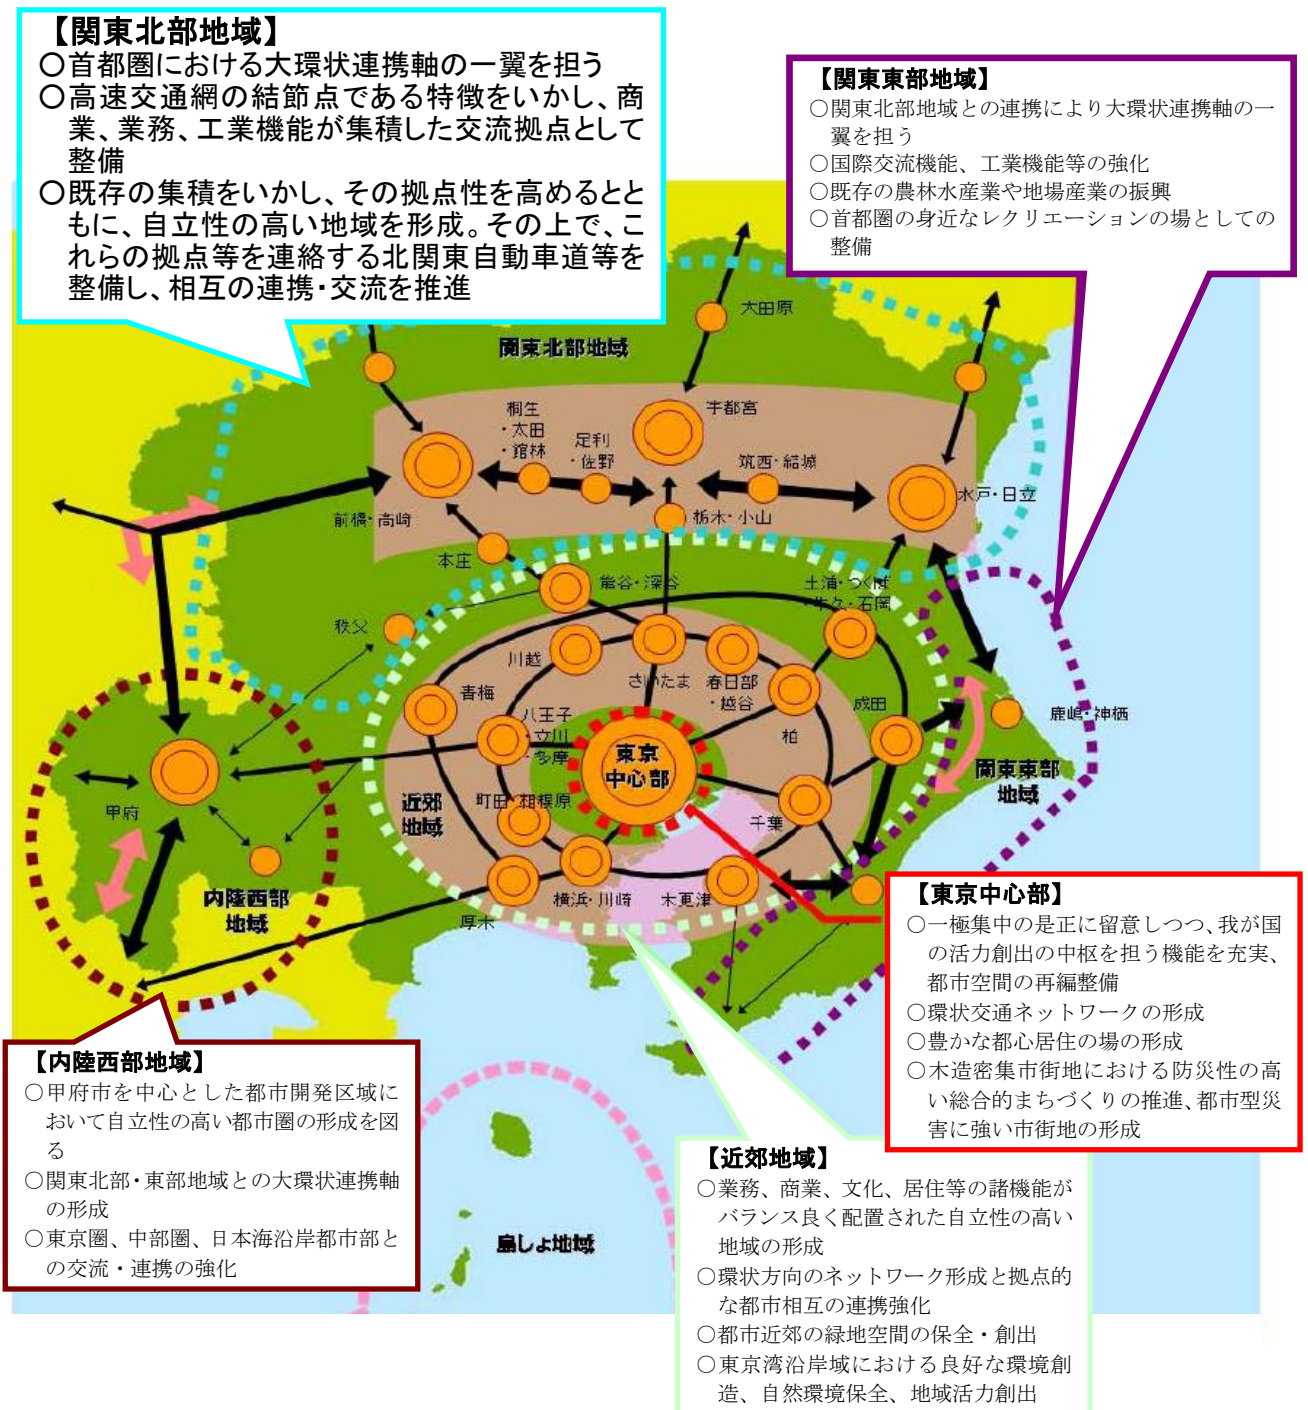 【関東北部地域】
○首都圏における大環状連携軸の一翼を担う
○高速交通網の結節点である特徴をいかし、商
業、業務、工業機能が集積した交流拠点として
整備
○既存の集積をいかし、その拠点性を高めるとと
もに、自立性の高い地域を形成。その上で、こ
れらの拠点等を連絡する北関東自動車道等を
整備し、相互の連携・交流を推進
【関東東部地域】
○関東北部地域との連携により大環状連携軸の一
翼を担う
○国際交流機能、工業機能等の強化
○既存の農林水産業や地場産業の振興
○首都圏の身近なレクリエーションの場としての
整備
大田原
関東北部地域
宇都宮
桐生
・太田
・館林
足利
・佐野
筑西・結城
水戸・日立
前橋・高崎
栃木・小山
本庄
熊谷・深谷
土浦・つくば
・牛久・石岡
秩父
川越
さいたま
春日部
・越谷
青梅
八王子
・立川
・多摩
柏
成田
鹿嶋・神栖
東京
中心部
関東東部
地域
甲府
近郊
地域
町田・相模原
千葉
内陸西部
地域
横浜・川崎
木更津
厚木
【東京中心部】
○一極集中の是正に留意しつつ、我が国
の活力創出の中枢を担う機能を充実、
都市空間の再編整備
○環状交通ネットワークの形成
○豊かな都心居住の場の形成
○木造密集市街地における防災性の高
い総合的まちづくりの推進、都市型災
害に強い市街地の形成
【内陸西部地域】
○甲府市を中心とした都市開発区域に
おいて自立性の高い都市圏の形成を図
る
○関東北部・東部地域との大環状連携軸
の形成
○東京圏、中部圏、日本海沿岸都市部と
の交流・連携の強化
島しょ地域
【近郊地域】
○業務、商業、文化、居住等の諸機能が
バランス良く配置された自立性の高い
地域の形成
○環状方向のネットワーク形成と拠点的
な都市相互の連携強化
○都市近郊の緑地空間の保全・創出
○東京湾沿岸域における良好な環境創
造、自然環境保全、地域活力創出